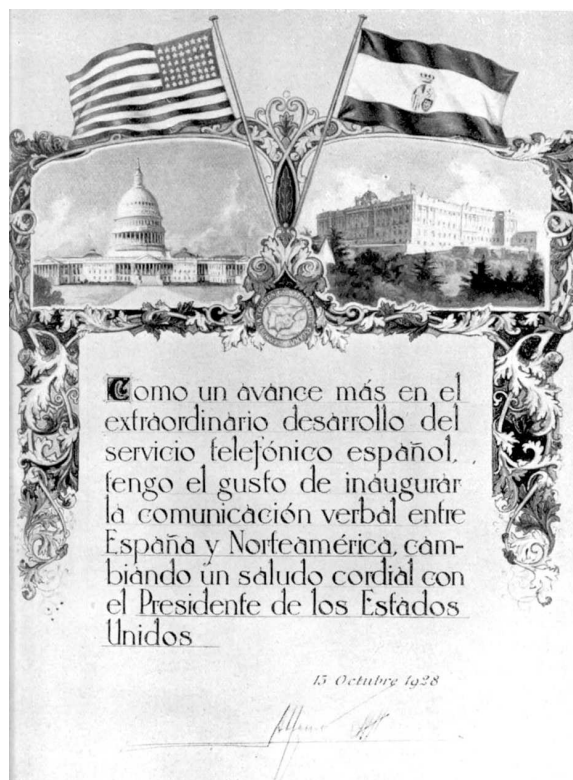 Como un avance más en el
extraordinario desarrollo del
servicio telefónico español,
tengo el gusto de inaugurar
la comunicación verbal entre
España y Norteamérica, cam-
biando un saludo cordial con
el Presidente de los Estados
Unidos
13 Octubre 1928
Alfonso